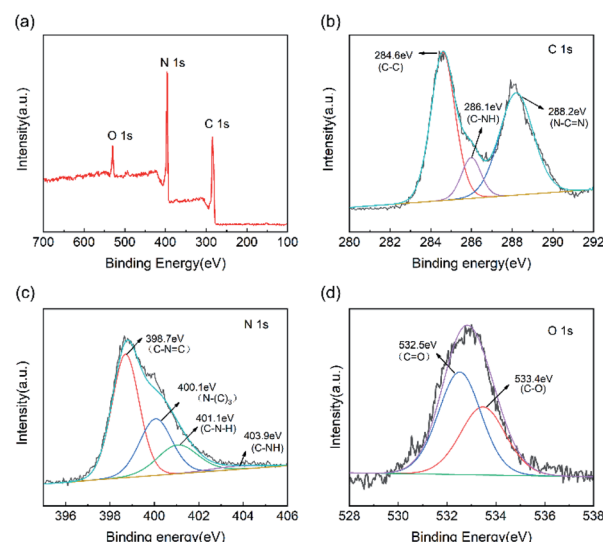 (a)
Intensity(a.u.)
O 1s
N 1s
C 1s
700 600 500 400 300 200 100
Binding Energy(eV)
(b)
Intensity(a.u.)
C 1s
284.6eV
(C-C)
286.1eV
(C-NH)
288.2eV
(N-C=N)
280 282 284 286 288 290 292
Binding energy(eV)
(c)
Intensity(a.u.)
N 1s
398.7eV
(C-N=C)
400.1eV
(N-(C)₃)
401.1eV
(C-N-H)
403.9eV
(C-NH)
396 398 400 402 404 406
Binding energy(eV)
(d)
Intensity(a.u.)
O 1s
532.5eV
(C=O)
533.4eV
(C-O)
528 530 532 534 536 538
Binding Energy(eV)